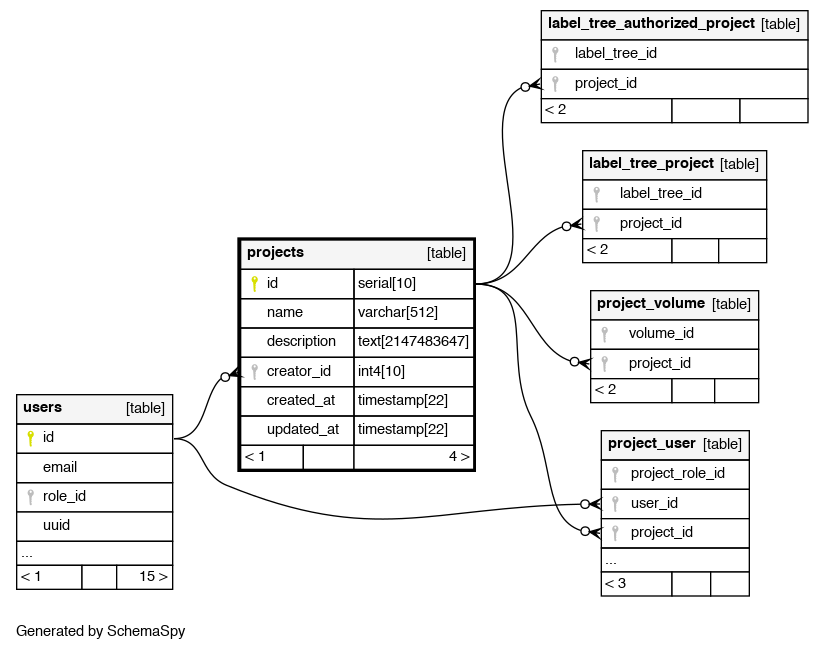 label_tree_authorized_project [table]
label_tree_id
project_id
< 2
label_tree_project [table]
label_tree_id
project_id
< 2
projects [table]
id serial[10]
name varchar[512]
description text[2147483647]
creator_id int4[10]
created_at timestamp[22]
updated_at timestamp[22]
< 1 4 >
project_volume [table]
volume_id
project_id
< 2
users [table]
id
email
role_id
uuid
...
< 1 15 >
project_user [table]
project_role_id
user_id
project_id
...
< 3
Generated by SchemaSpy